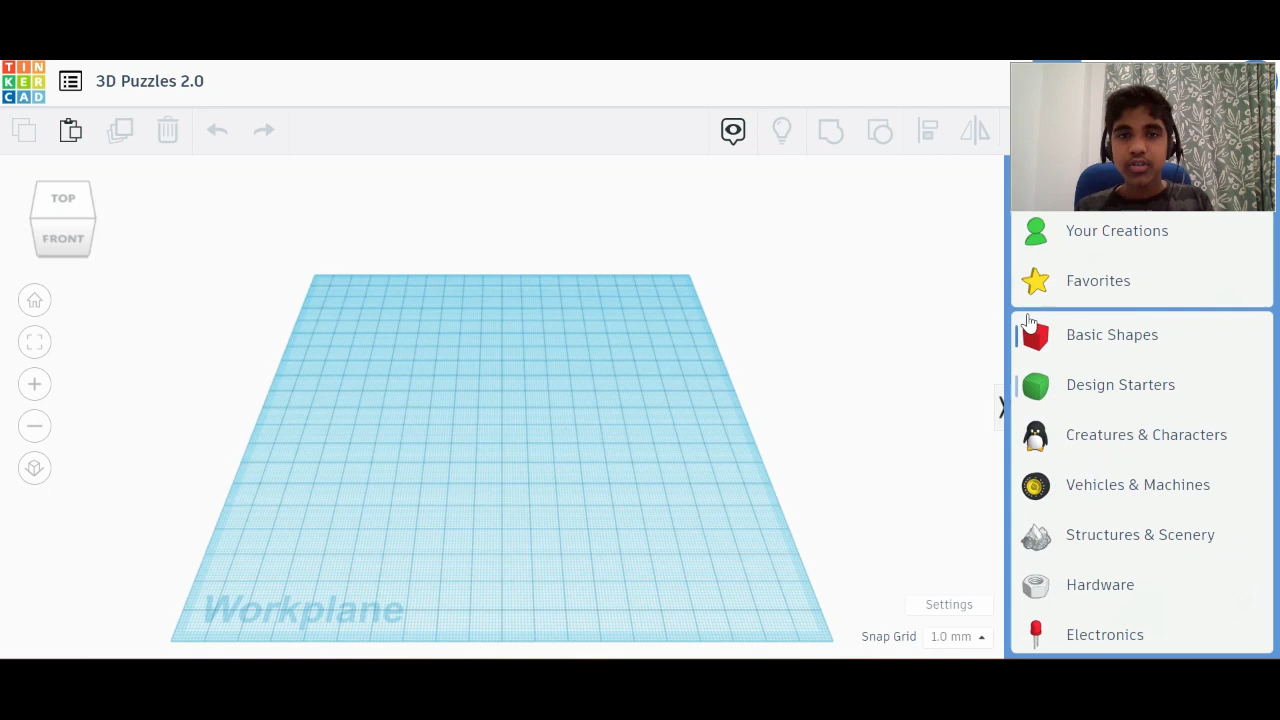 TIN
KER
CAD
3D Puzzles 2.0
TOP
FRONT
Your Creations
Favorites
Basic Shapes
Design Starters
Creatures & Characters
Vehicles & Machines
Structures & Scenery
Hardware
Electronics
Workplane
Settings
Snap Grid 1.0 mm